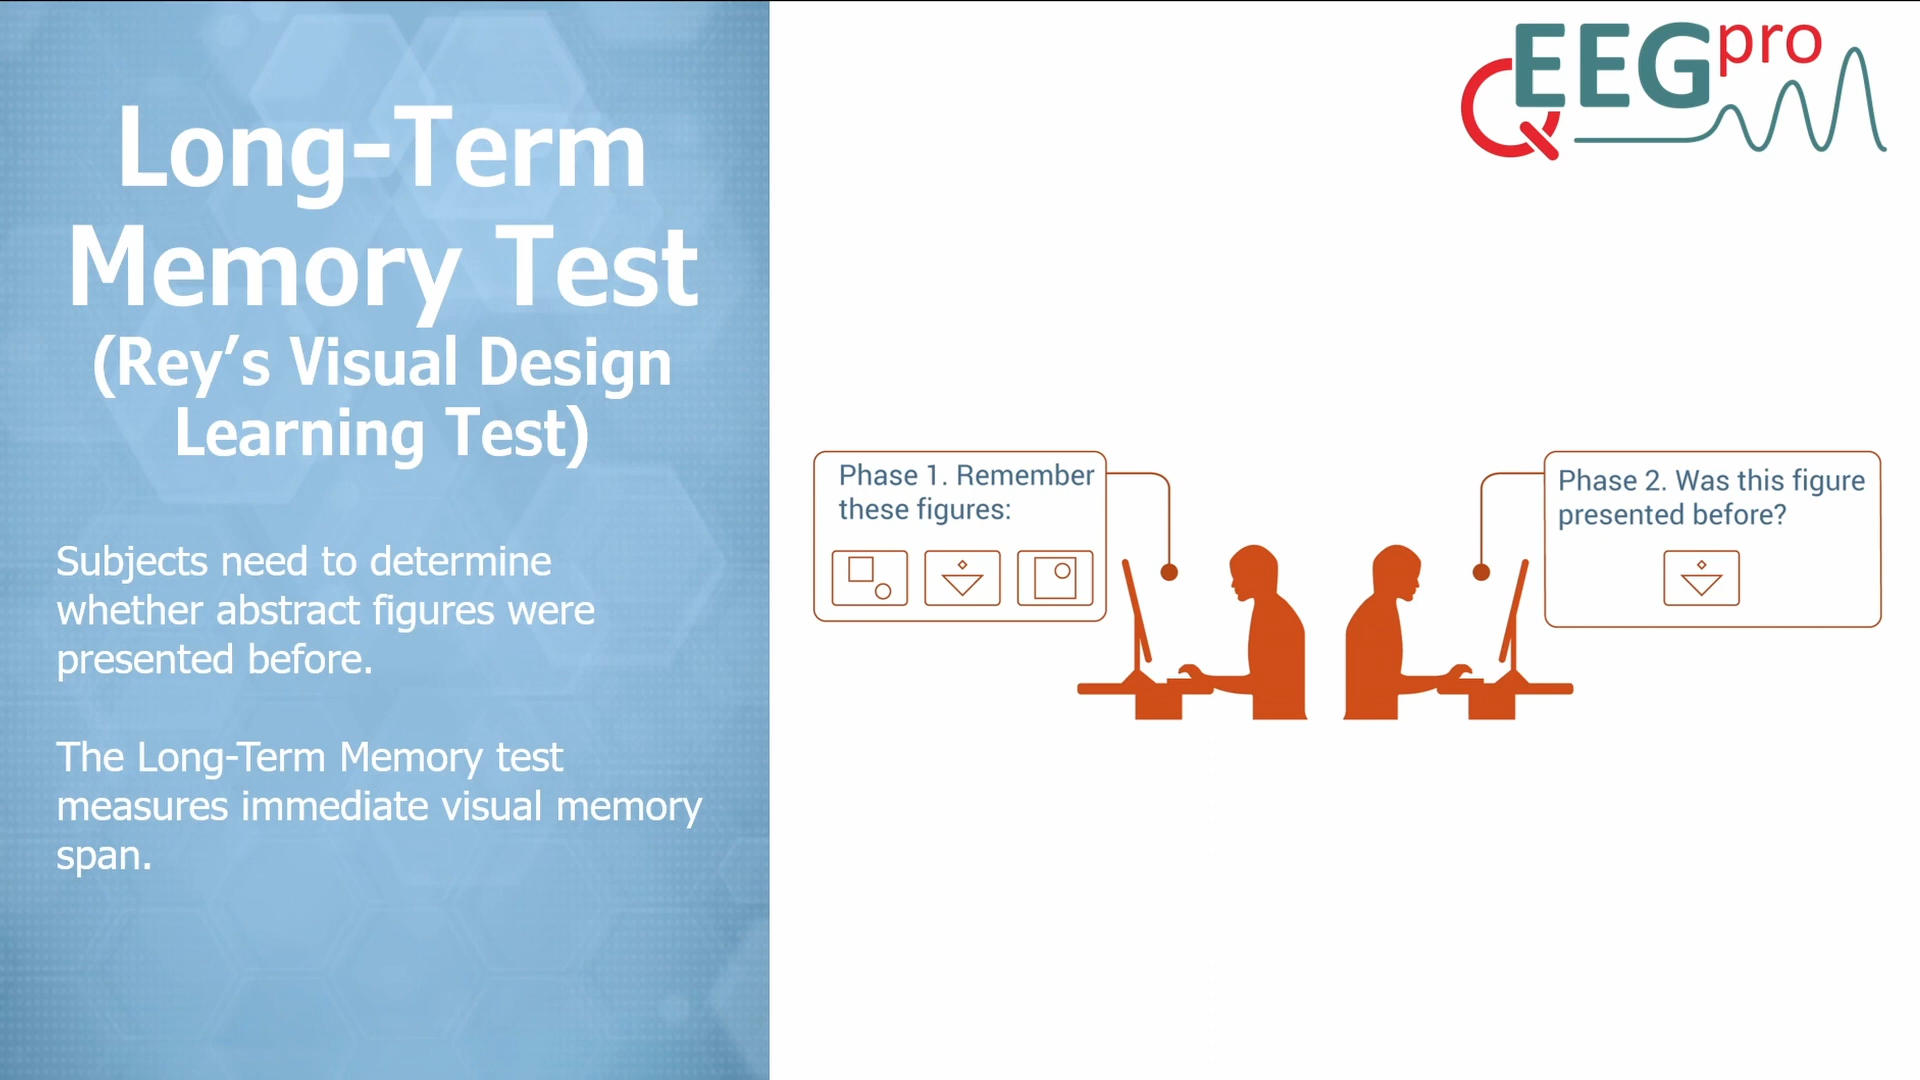 Long-Term
Memory Test
(Rey’s Visual Design
Learning Test)
Subjects need to determine
whether abstract figures were
presented before.
The Long-Term Memory test
measures immediate visual memory
span.
QEEGpro
Phase 1. Remember
these figures:
Phase 2. Was this figure
presented before?